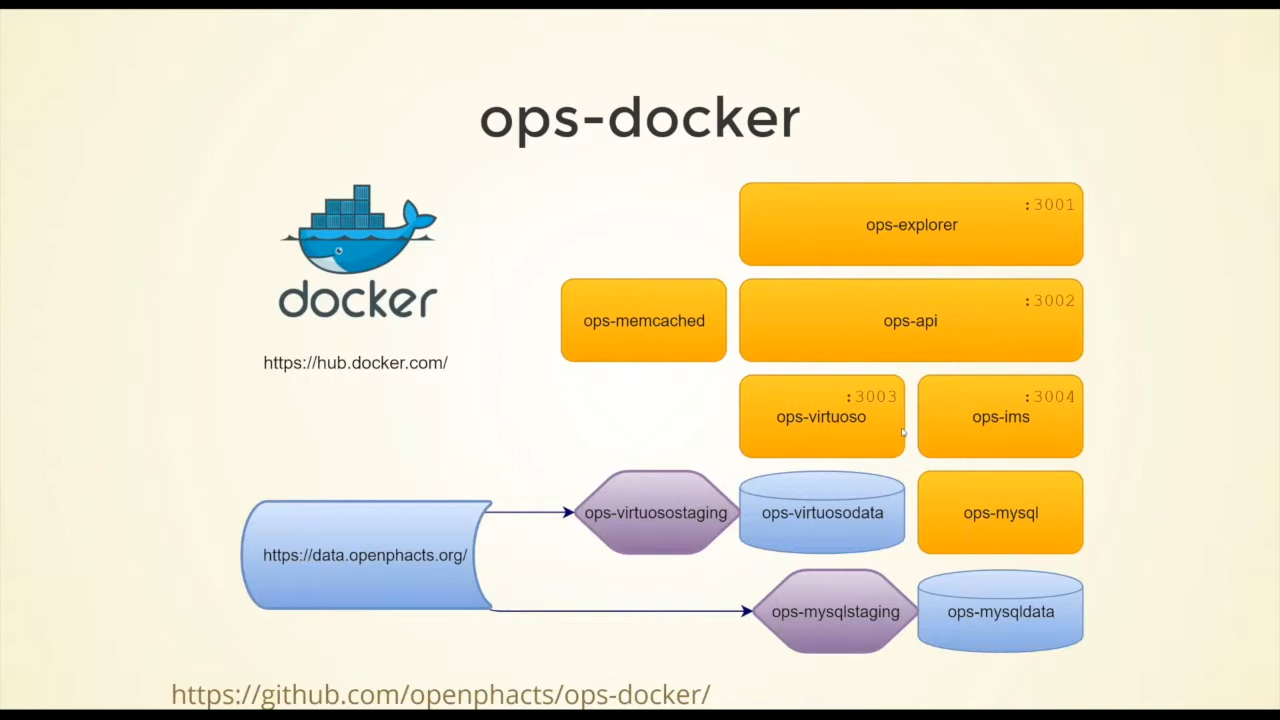 ops-docker
docker
https://hub.docker.com/
:3001
ops-explorer
ops-memcached
:3002
ops-api
:3003
ops-virtuoso
:3004
ops-ims
https://data.openphacts.org/
ops-virtuosostaging
ops-virtuosodata
ops-mysql
ops-mysqlstaging
ops-mysqldata
https://github.com/openphacts/ops-docker/